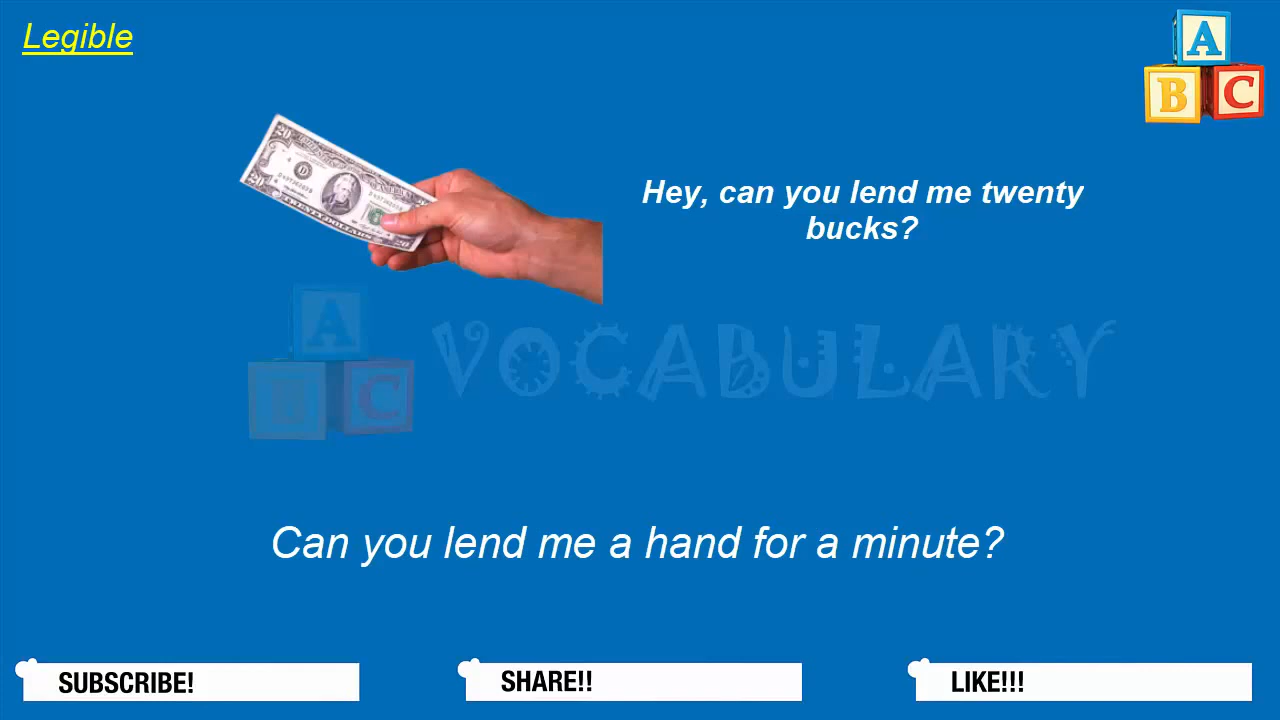 Legible
A
B C
Hey, can you lend me twenty
bucks?
A
B C
VOCABULARY
Can you lend me a hand for a minute?
SUBSCRIBE!
SHARE!!
LIKE!!!